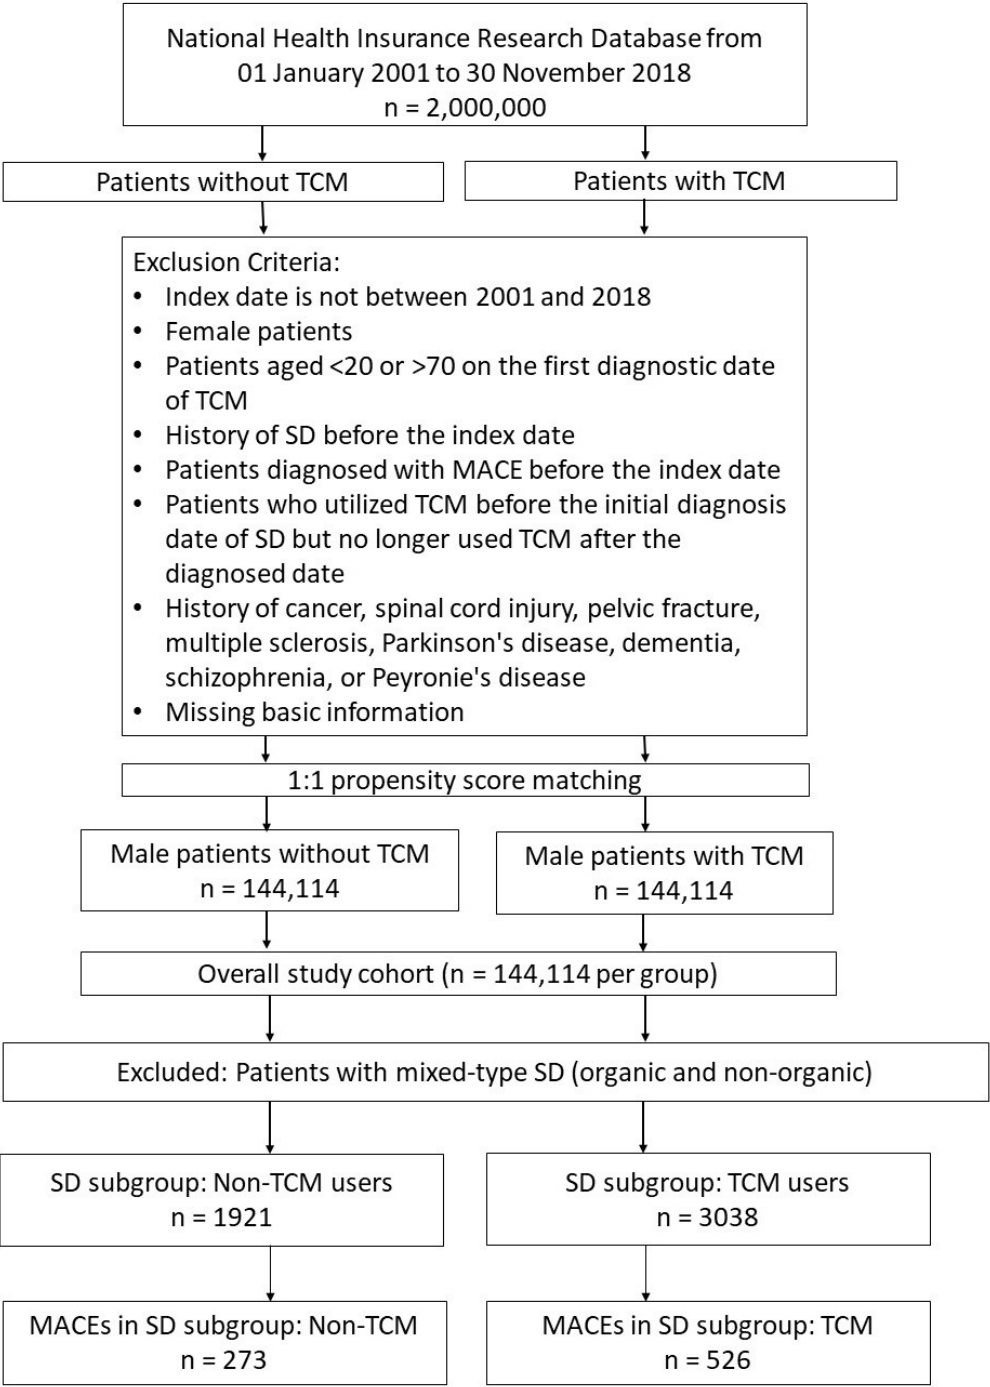 National Health Insurance Research Database from
01 January 2001 to 30 November 2018
n = 2,000,000
Patients without TCM
Patients with TCM
Exclusion Criteria:
• Index date is not between 2001 and 2018
• Female patients
• Patients aged <20 or >70 on the first diagnostic date
of TCM
• History of SD before the index date
• Patients diagnosed with MACE before the index date
• Patients who utilized TCM before the initial diagnosis
date of SD but no longer used TCM after the
diagnosed date
• History of cancer, spinal cord injury, pelvic fracture,
multiple sclerosis, Parkinson's disease, dementia,
schizophrenia, or Peyronie's disease
• Missing basic information
1:1 propensity score matching
Male patients without TCM
n = 144,114
Male patients with TCM
n = 144,114
Overall study cohort (n = 144,114 per group)
Excluded: Patients with mixed-type SD (organic and non-organic)
SD subgroup: Non-TCM users
n = 1921
SD subgroup: TCM users
n = 3038
MACEs in SD subgroup: Non-TCM
n = 273
MACEs in SD subgroup: TCM
n = 526